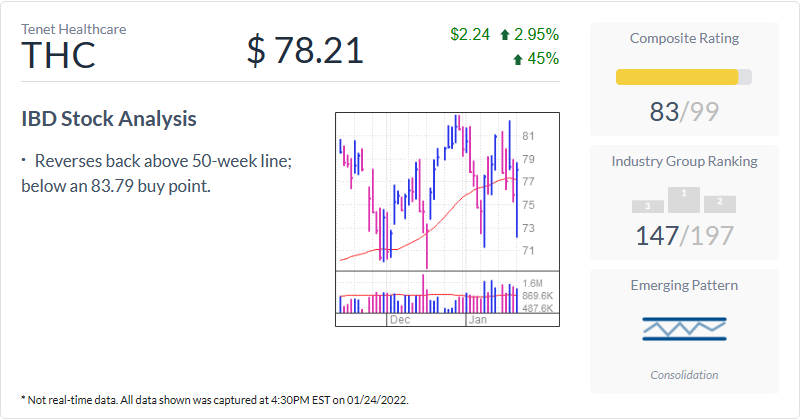 Tenet Healthcare
THC
$ 78.21
$2.24 2.95%
45%
IBD Stock Analysis
· Reverses back above 50-week line;
below an 83.79 buy point.
81
79
77
75
73
71
1.6M
869.6K
487.6K
Dec Jan
Composite Rating
83/99
Industry Group Ranking
3 1 2
147/197
Emerging Pattern
Consolidation
* Not real-time data. All data shown was captured at 4:30PM EST on 01/24/2022.